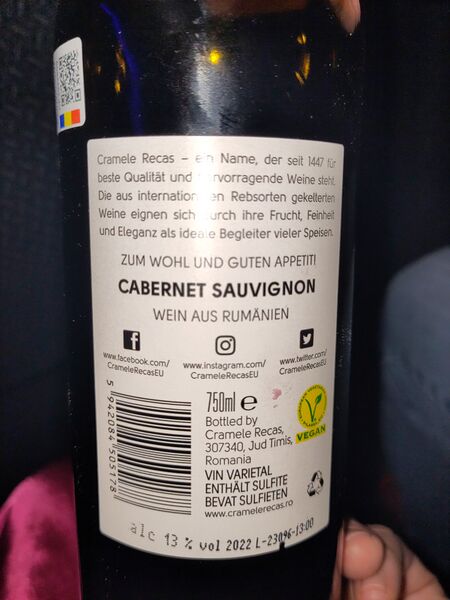 Cramele Recas – ein Name, der seit 1447 für
beste Qualität und hervorragende Weine steht.
Die aus internationalen Rebsorten gekelterten
Weine eignen sich durch ihre Frucht, Feinheit
und Eleganz als ideale Begleiter vieler Speisen.
ZUM WOHL UND GUTEN APPETIT!
CABERNET SAUVIGNON
WEIN AUS RUMÄNIEN
www.facebook.com/
CrameleRecasEU
www.instagram.com/
CrameleRecasEU
www.twitter.com/
CrameleRecasEU
5 942084 505178
750ml e
Bottled by
Cramele Recas,
307340, Jud Timis,
Romania
VIN VARIETAL
ENTHÄLT SULFITE
BEVAT SULFIETEN
www.cramelerecas.ro
VEGAN
alc 13 % vol 2022 L-23096-13:00